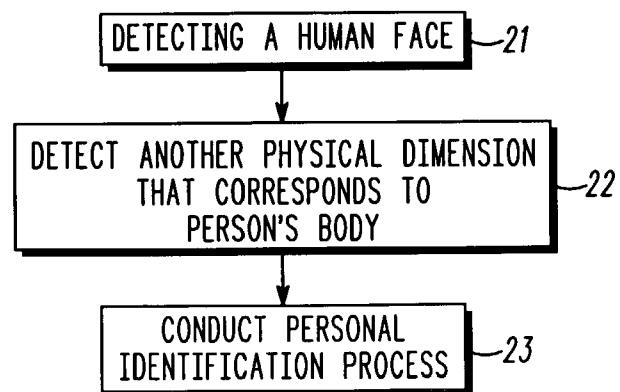 DETECTING A HUMAN FACE 21
DETECT ANOTHER PHYSICAL DIMENSION
THAT CORRESPONDS TO
PERSON'S BODY
22
CONDUCT PERSONAL
IDENTIFICATION PROCESS
23